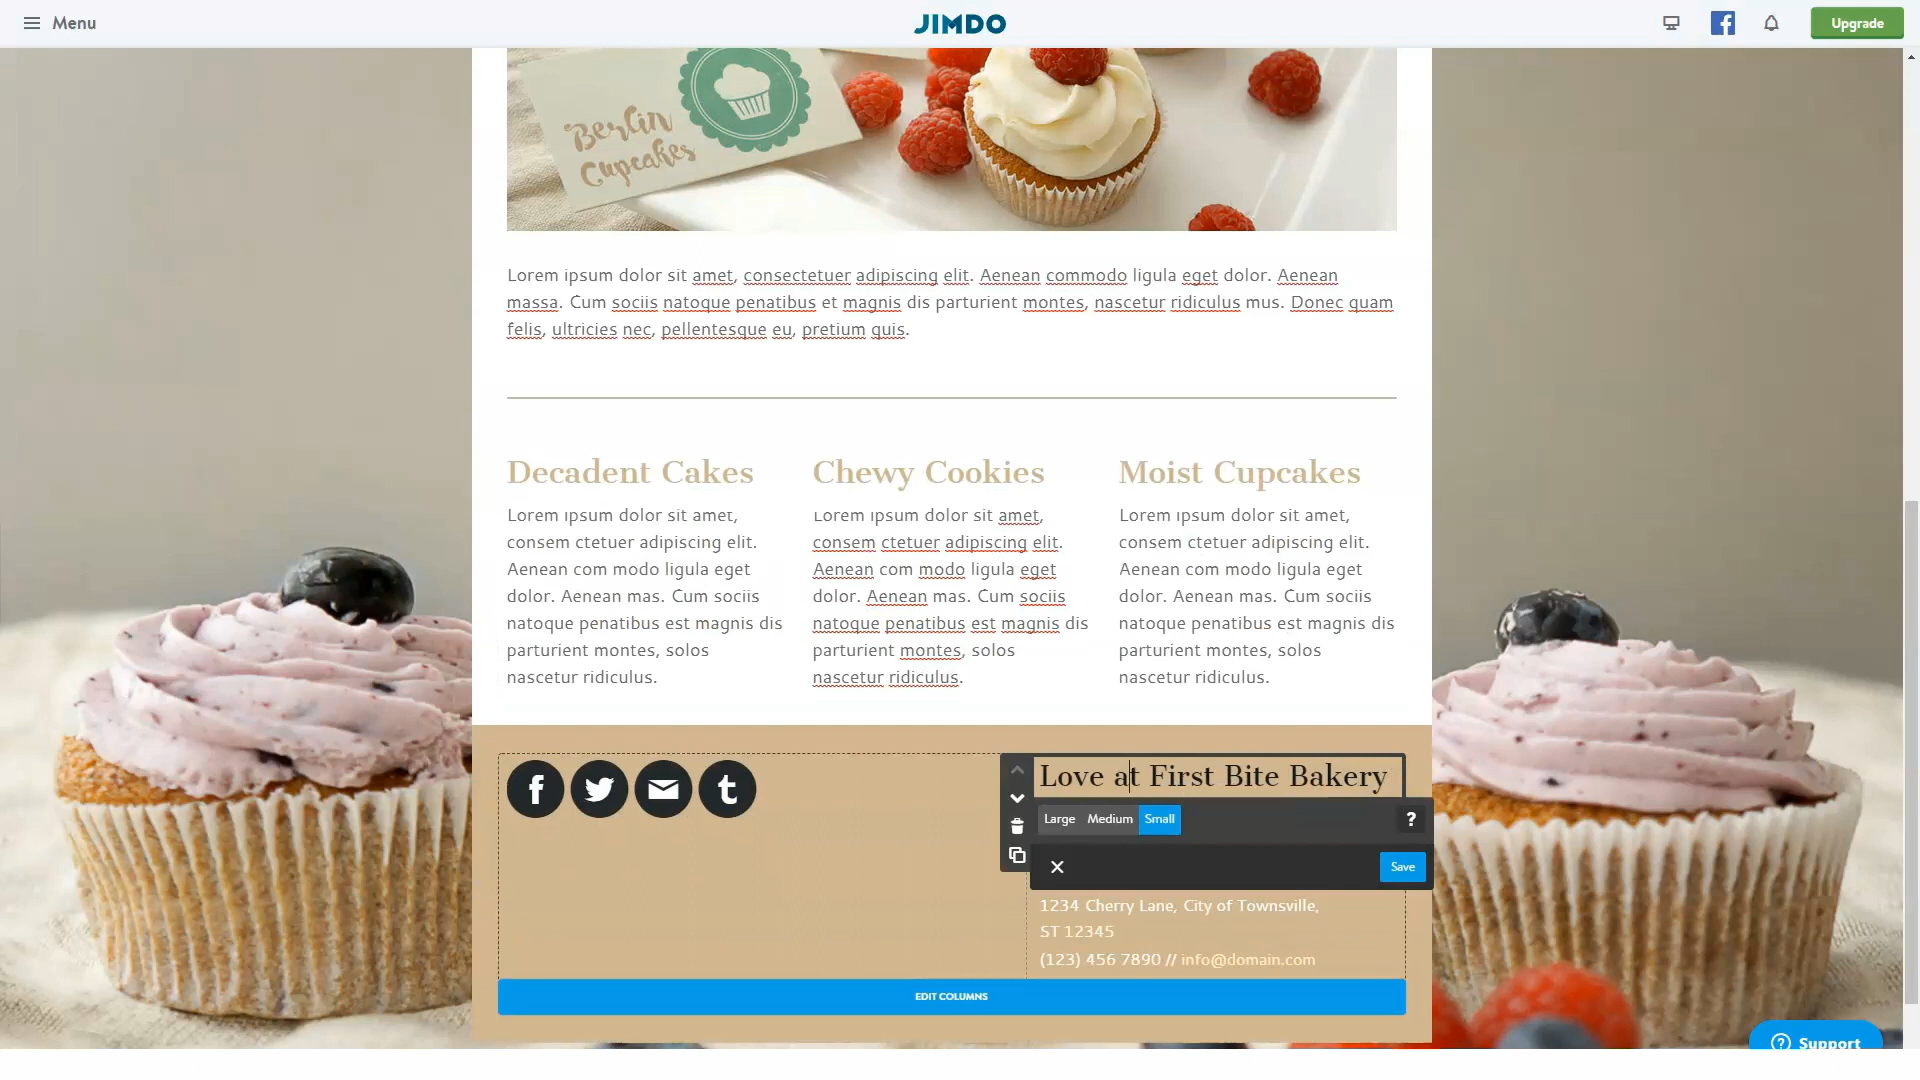 Menu
JIMDO
Upgrade
Berlin
Cupcakes
Lorem ipsum dolor sit amet, consectetuer adipiscing elit. Aenean commodo ligula eget dolor. Aenean
massa. Cum sociis natoque penatibus et magnis dis parturient montes, nascetur ridiculus mus. Donec quam
felis, ultricies nec, pellentesque eu, pretium quis.
Decadent Cakes
Lorem ipsum dolor sit amet,
consem ctetuer adipiscing elit.
Aenean com modo ligula eget
dolor. Aenean mas. Cum sociis
natoque penatibus est magnis dis
parturient montes, solos
nascetur ridiculus.
Chewy Cookies
Lorem ipsum dolor sit amet,
consem ctetuer adipiscing elit.
Aenean com modo ligula eget
dolor. Aenean mas. Cum sociis
natoque penatibus est magnis dis
parturient montes, solos
nascetur ridiculus.
Moist Cupcakes
Lorem ipsum dolor sit amet,
consem ctetuer adipiscing elit.
Aenean com modo ligula eget
dolor. Aenean mas. Cum sociis
natoque penatibus est magnis dis
parturient montes, solos
nascetur ridiculus.
Love at First Bite Bakery
Large Medium Small ?
Save
1234 Cherry Lane, City of Townsville,
ST 12345
(123) 456 7890 // info@domain.com
EDIT COLUMNS
Support